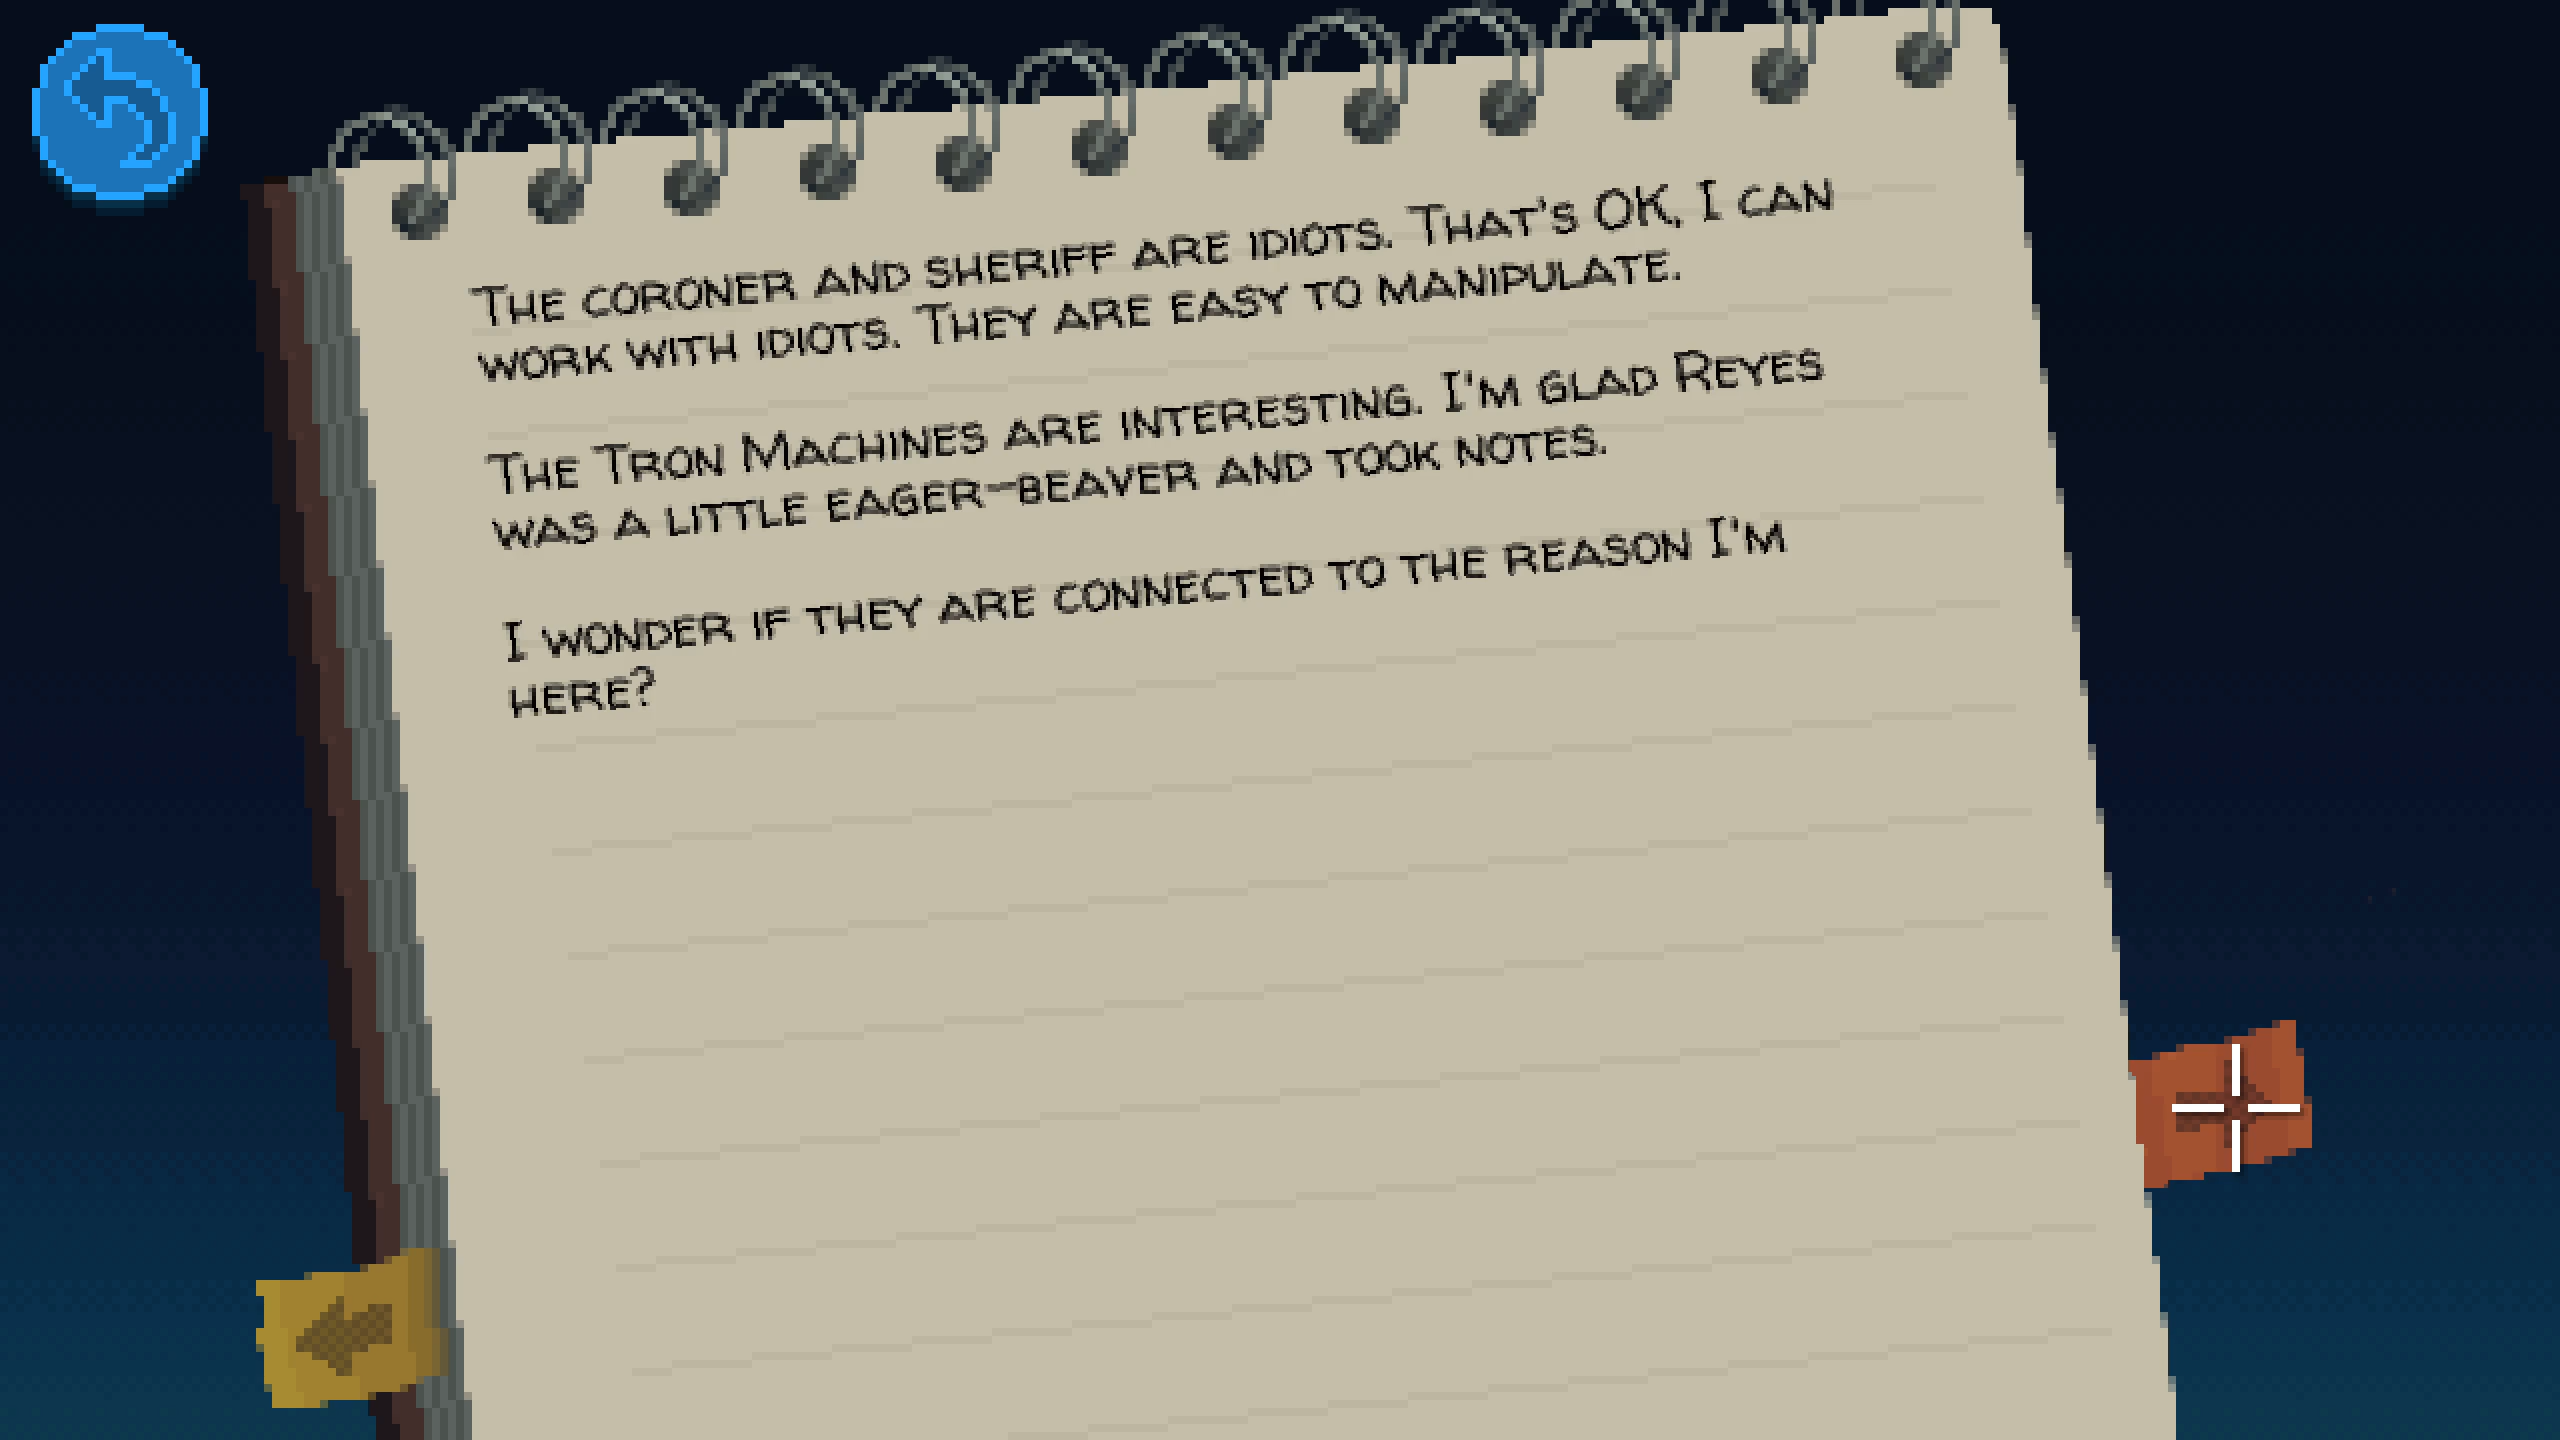 The coroner and sheriff are idiots. That's OK, I can
work with idiots. They are easy to manipulate.
The Tron Machines are interesting. I'm glad Reyes
was a little eager-beaver and took notes.
I wonder if they are connected to the reason I'm
here?